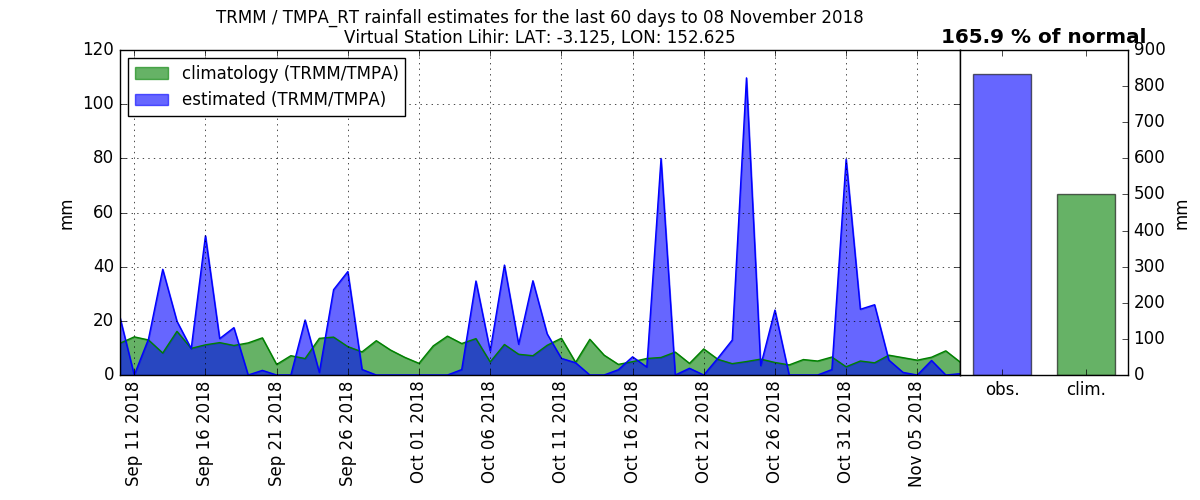 TRMM / TMPA_RT rainfall estimates for the last 60 days to 08 November 2018
Virtual Station Lihir: LAT: -3.125, LON: 152.625
165.9 % of normal
climatology (TRMM/TMPA)
estimated (TRMM/TMPA)
120
100
80
60
40
20
0
mm
Sep 11 2018
Sep 16 2018
Sep 21 2018
Sep 26 2018
Oct 01 2018
Oct 06 2018
Oct 11 2018
Oct 16 2018
Oct 21 2018
Oct 26 2018
Oct 31 2018
Nov 05 2018
obs.
clim.
900
800
700
600
500
400
300
200
100
0
mm